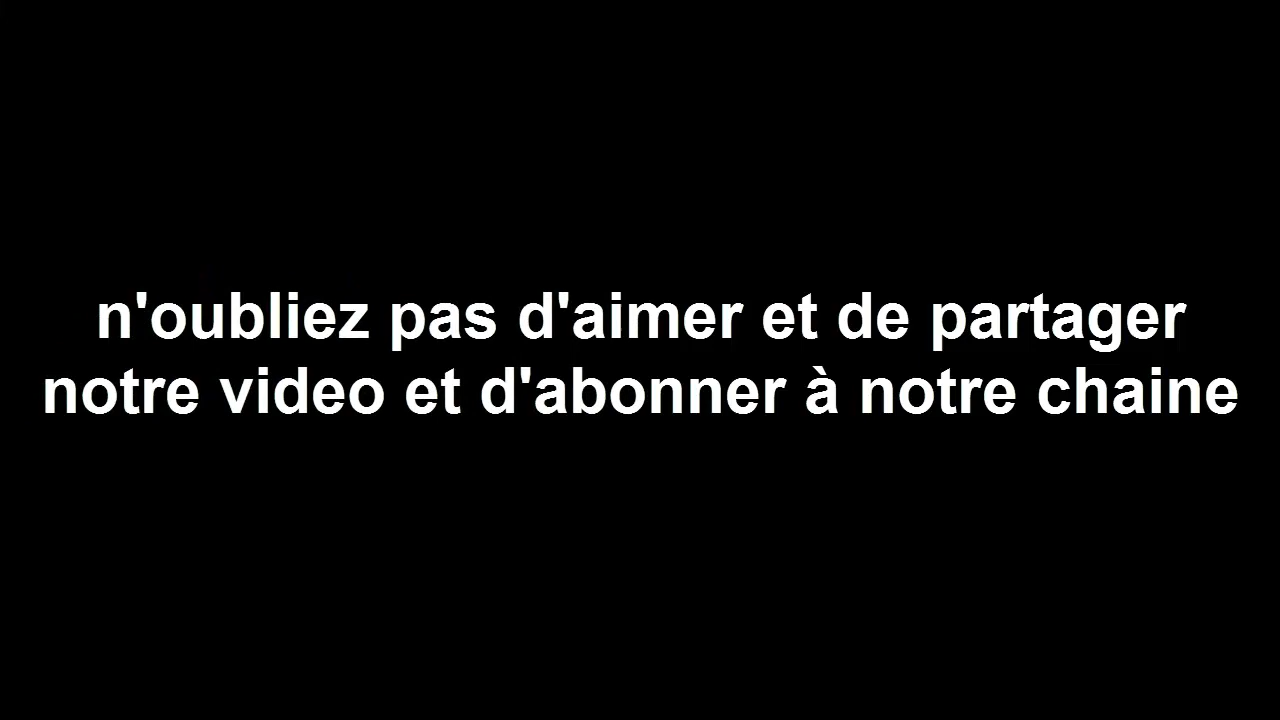 n'oubliez pas d'aimer et de partager
notre video et d'abonner à notre chaine